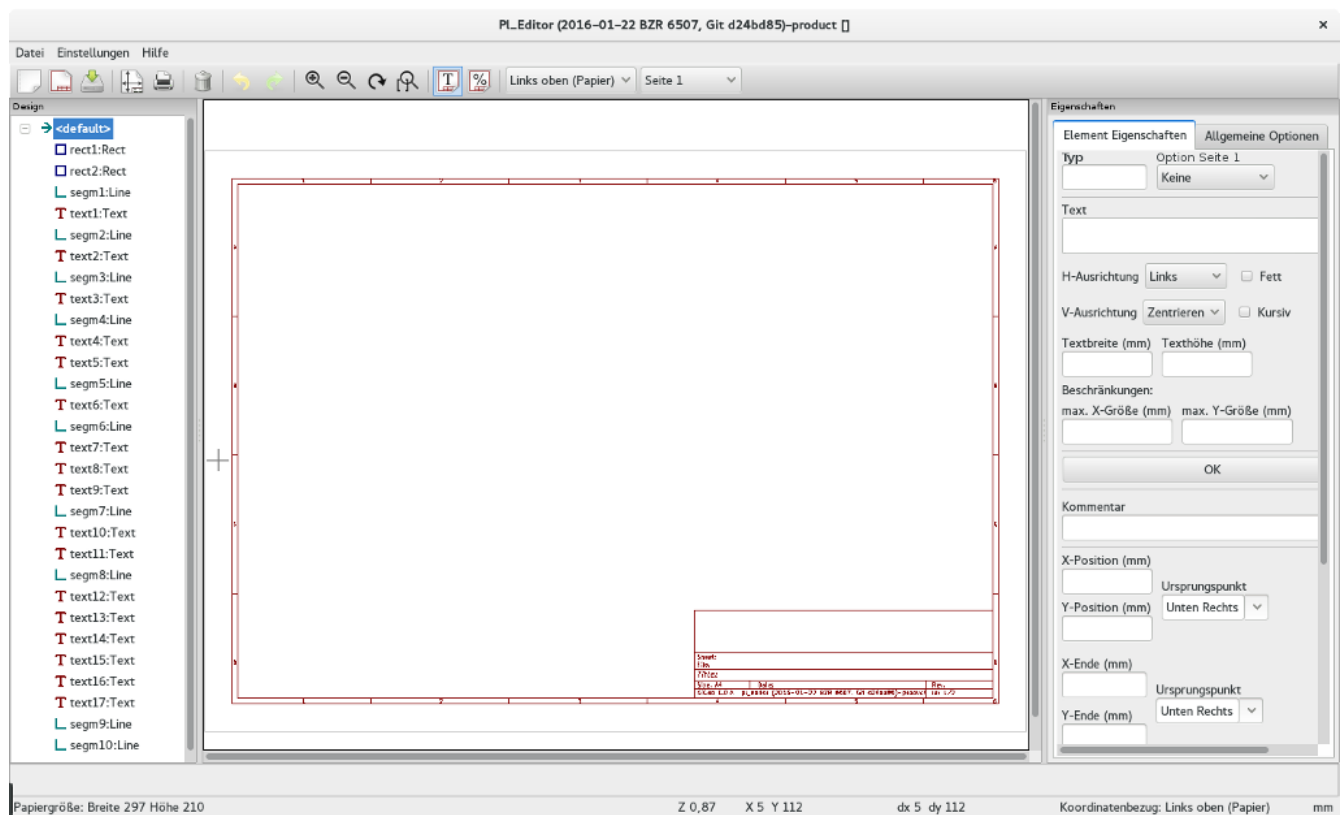 Pl_Editor (2016-01-22 BZR 6507, Git d24bd85)-product []
Datei Einstellungen Hilfe
Links oben (Papier) Seite 1
Design
<default>
rect1:Rect
rect2:Rect
segm1:Line
text1:Text
segm2:Line
text2:Text
segm3:Line
text3:Text
segm4:Line
text4:Text
text5:Text
segm5:Line
text6:Text
segm6:Line
text7:Text
text8:Text
text9:Text
segm7:Line
text10:Text
text11:Text
segm8:Line
text12:Text
text13:Text
text14:Text
text15:Text
text16:Text
text17:Text
segm9:Line
segm10:Line
Sheet:
File:
Title:
Size: A4 Date: Rev:
Eigenschaften
Element Eigenschaften Allgemeine Optionen
Typ Option Seite 1
Keine
Text
H-Ausrichtung Links Fett
V-Ausrichtung Zentrieren Kursiv
Textbreite (mm) Texthöhe (mm)
Beschränkungen:
max. X-Größe (mm) max. Y-Größe (mm)
OK
Kommentar
X-Position (mm)
Ursprungspunkt
Y-Position (mm) Unten Rechts
X-Ende (mm)
Ursprungspunkt
Y-Ende (mm) Unten Rechts
Papiergröße: Breite 297 Höhe 210 Z 0,87 X 5 Y 112 dx 5 dy 112 Koordinatenbezug: Links oben (Papier) mm